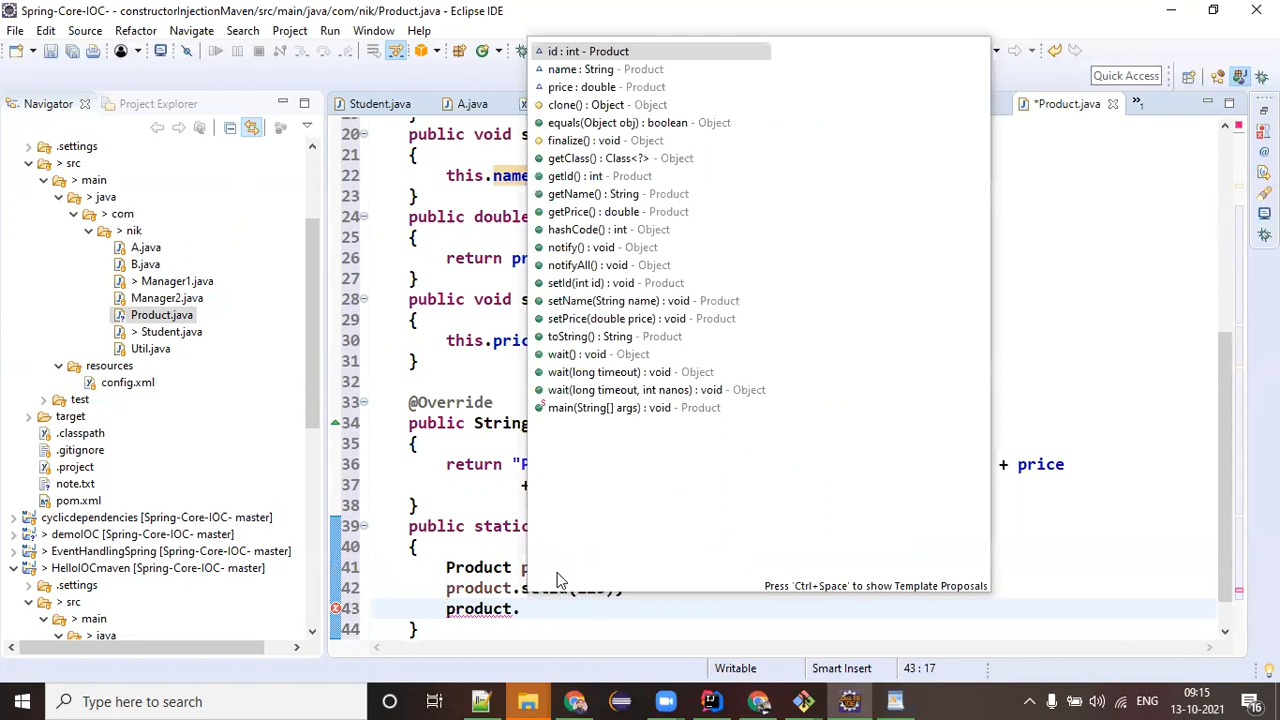 Spring-Core-IOC- - constructorInjectionMaven/src/main/java/com/nik/Product.java - Eclipse IDE
File Edit Source Refactor Navigate Search Project Run Window Help
Quick Access
Navigator Project Explorer
Student.java A.java *Product.java
.settings
> src
> main
> java
> com
> nik
A.java
B.java
> Manager1.java
Manager2.java
Product.java
> Student.java
Util.java
resources
config.xml
test
target
.classpath
.gitignore
.project
note.txt
pom.xml
cyclicdependencies [Spring-Core-IOC- master]
> demoIOC [Spring-Core-IOC- master]
> EventHandlingSpring [Spring-Core-IOC- master]
> HelloIOCmaven [Spring-Core-IOC- master]
> .settings
> src
> main
> java
20 public void s
21 {
22 this.name
23 }
24 public double
25 {
26 return pr
27 }
28 public void s
29 {
30 this.pric
31 }
32
33 @Override
34 public String
35 {
36 return "P + price
37 +
38 }
39 public static
40 {
41 Product p
42 product.
43 product.
44 }
id : int - Product
name : String - Product
price : double - Product
clone() : Object - Object
equals(Object obj) : boolean - Object
finalize() : void - Object
getClass() : Class<?> - Object
getId() : int - Product
getName() : String - Product
getPrice() : double - Product
hashCode() : int - Object
notify() : void - Object
notifyAll() : void - Object
setId(int id) : void - Product
setName(String name) : void - Product
setPrice(double price) : void - Product
toString() : String - Product
wait() : void - Object
wait(long timeout) : void - Object
wait(long timeout, int nanos) : void - Object
main(String[] args) : void - Product
Press 'Ctrl+Space' to show Template Proposals
Writable Smart Insert 43 : 17
Type here to search
ENG
09:15
13-10-2021
16